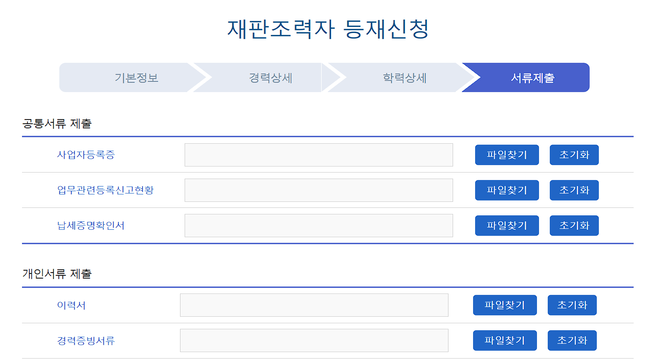 재판조력자 등재신청
기본정보 경력상세 학력상세 서류제출
공통서류 제출
사업자등록증 파일찾기 초기화
업무관련등록신고현황 파일찾기 초기화
납세증명확인서 파일찾기 초기화
개인서류 제출
이력서 파일찾기 초기화
경력증빙서류 파일찾기 초기화